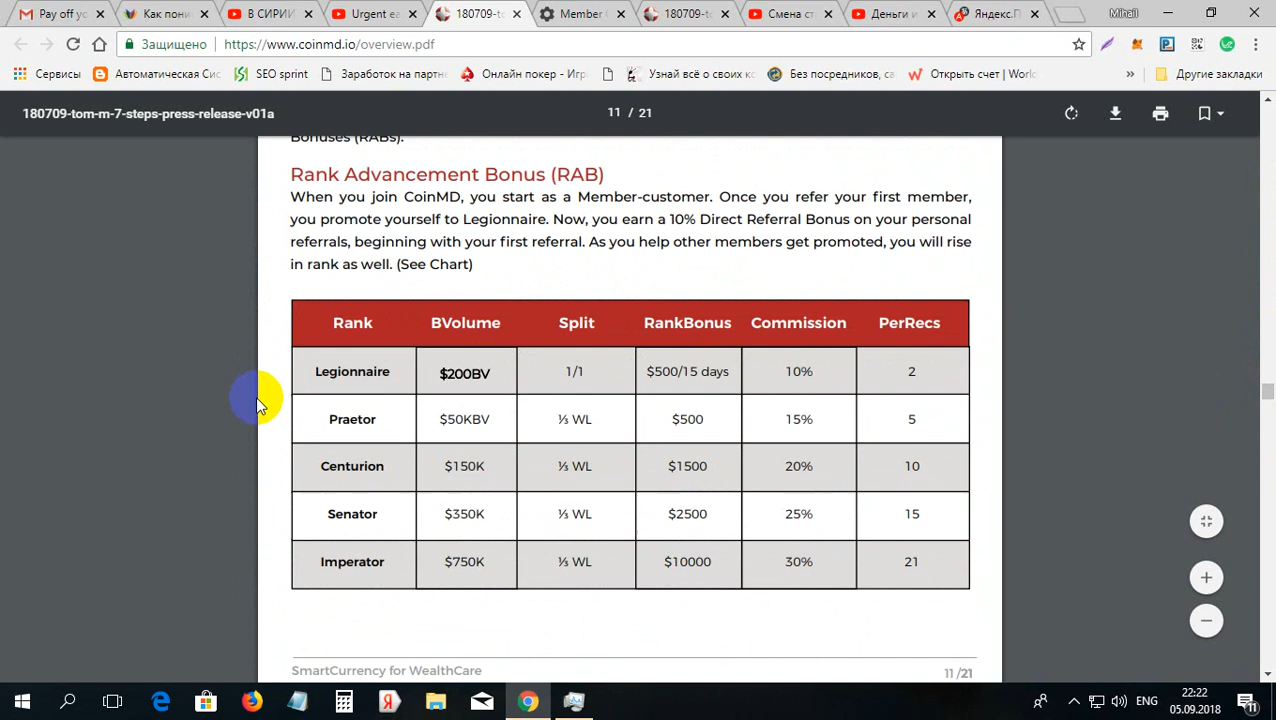 Pay off yo
Как пони
В СИРИИ
Urgent ea
180709-to
Member
180709-to
Смена ст
Деньги и
Яндекс.П
Mihail
Защищено
https://www.coinmd.io/overview.pdf
Сервисы
Автоматическая Сис
SEO sprint
Заработок на партне
Онлайн покер - Игр
Узнай всё о своих ко
Без посредников, са
Открыть счет | World
»
Другие закладки
180709-tom-m-7-steps-press-release-v01a
11 / 21
Bonuses (RABs).
Rank Advancement Bonus (RAB)
When you join CoinMD, you start as a Member-customer. Once you refer your first member,
you promote yourself to Legionnaire. Now, you earn a 10% Direct Referral Bonus on your personal
referrals, beginning with your first referral. As you help other members get promoted, you will rise
in rank as well. (See Chart)
Rank BVolume Split RankBonus Commission PerRecs
Legionnaire $200BV 1/1 $500/15 days 10% 2
Praetor $50KBV ⅓ WL $500 15% 5
Centurion $150K ⅓ WL $1500 20% 10
Senator $350K ⅓ WL $2500 25% 15
Imperator $750K ⅓ WL $10000 30% 21
SmartCurrency for WealthCare
11 /21
ENG
22:22
05.09.2018
11